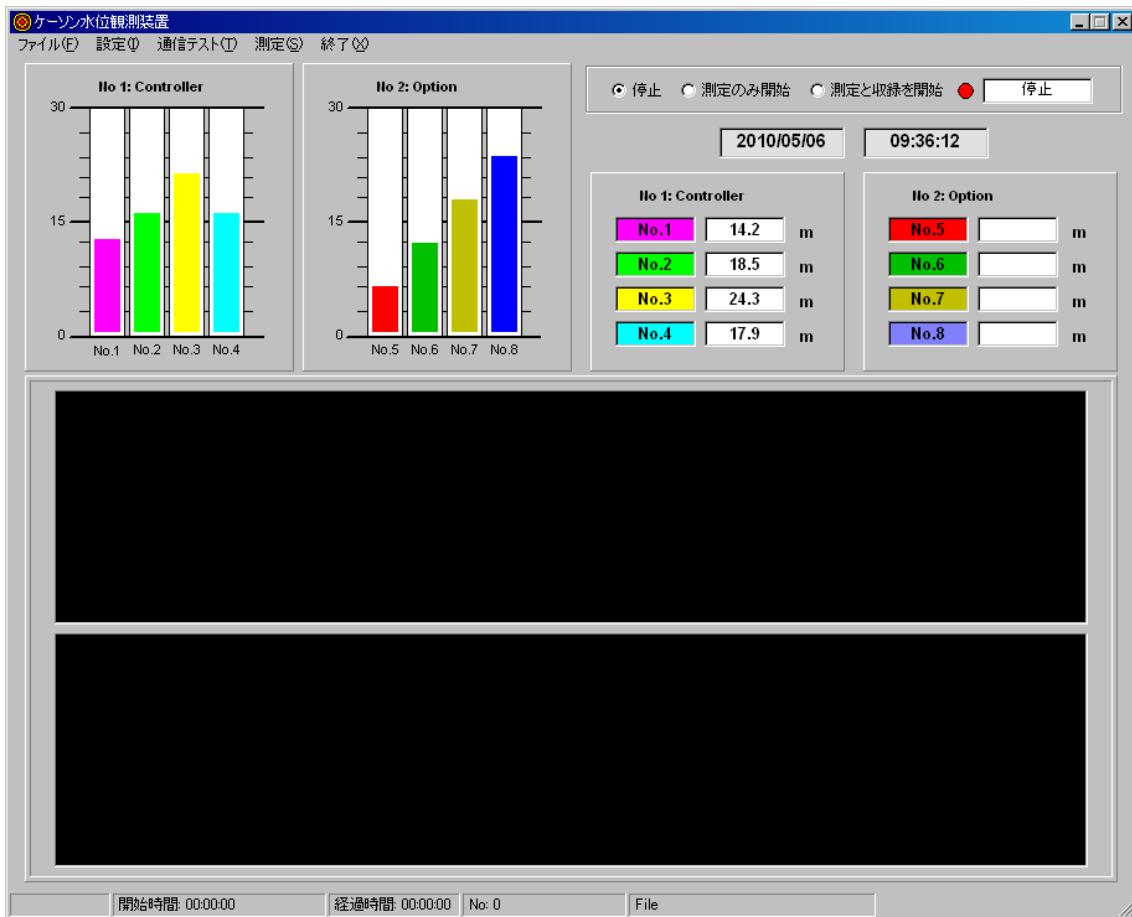 ケーソン水位観測装置
ファイル(F) 設定(I) 通信テスト(T) 測定(S) 終了(X)
No 1: Controller
30
15
0
No.1 No.2 No.3 No.4
No 2: Option
30
15
0
No.5 No.6 No.7 No.8
停止 測定のみ開始 測定と収録を開始 停止
2010/05/06 09:36:12
No 1: Controller
No.1 14.2 m
No.2 18.5 m
No.3 24.3 m
No.4 17.9 m
No 2: Option
No.5 m
No.6 m
No.7 m
No.8 m
開始時間: 00:00:00 経過時間: 00:00:00 No: 0 File